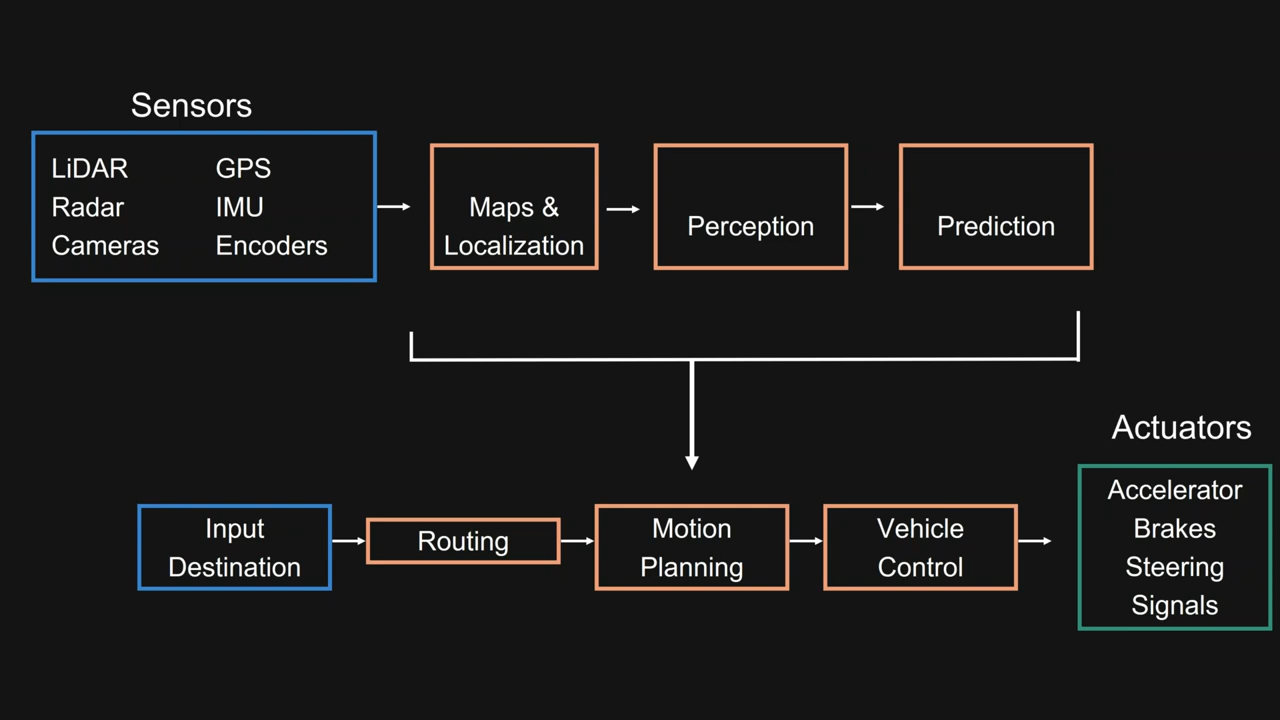 Sensors
LiDAR GPS
Radar IMU
Cameras Encoders
Maps &
Localization
Perception
Prediction
Actuators
Input
Destination
Routing
Motion
Planning
Vehicle
Control
Accelerator
Brakes
Steering
Signals